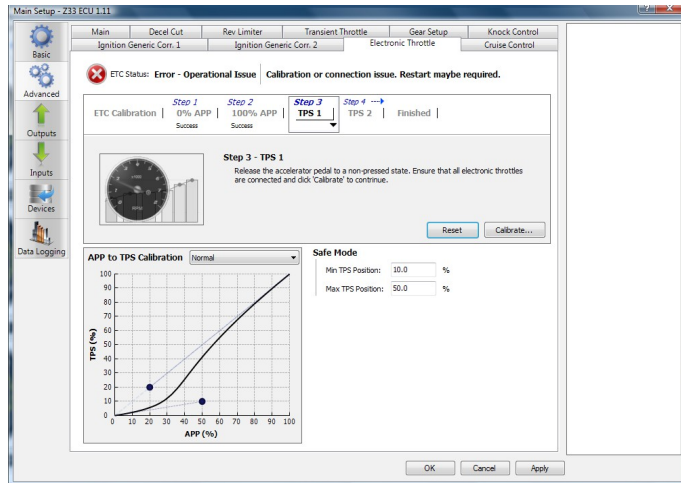 Main Setup - Z33 ECU 1.11
Basic
Advanced
Outputs
Inputs
Devices
Data Logging
Main
Decel Cut
Rev Limiter
Transient Throttle
Gear Setup
Knock Control
Ignition Generic Corr. 1
Ignition Generic Corr. 2
Electronic Throttle
Cruise Control
ETC Status: Error - Operational Issue
Calibration or connection issue. Restart maybe required.
ETC Calibration
Step 1
0% APP
Success
Step 2
100% APP
Success
Step 3
TPS 1
Step 4
TPS 2
Finished
Step 3 - TPS 1
Release the accelerator pedal to a non-pressed state. Ensure that all
electronic throttles
are connected and click 'Calibrate' to contrinue.
Reset
Calibrate...
APP to TPS Calibration
Normal
TPS (%)
100
90
80
70
60
50
40
30
20
10
0
0 10 20 30 40 50 60 70 80 90 100
APP (%)
Safe Mode
Min TPS Position: 10.0 %
Max TPS Position: 50.0 %
OK
Cancel
Apply